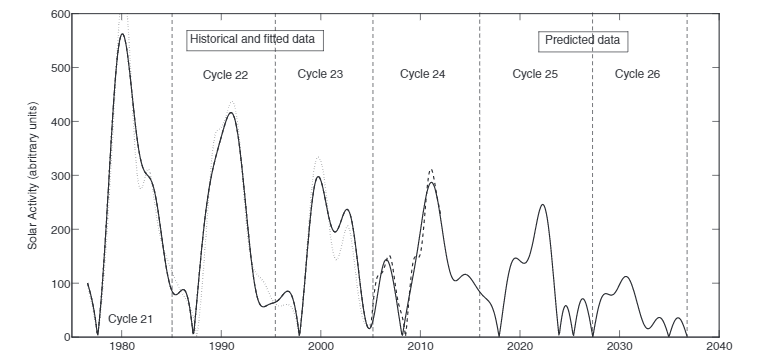 600
500
400
300
200
100
0
Solar Activity (abritrary units)
Historical and fitted data
Predicted data
Cycle 22
Cycle 23
Cycle 24
Cycle 25
Cycle 26
Cycle 21
1980
1990
2000
2010
2020
2030
2040